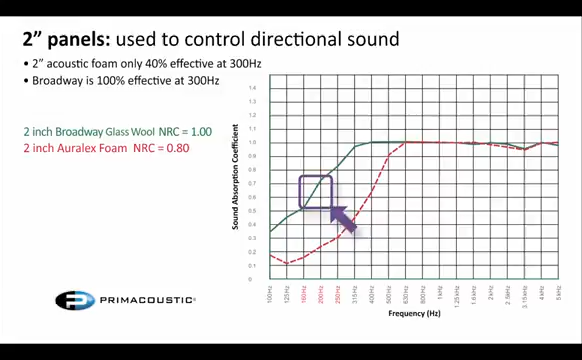 2” panels: used to control directional sound
• 2” acoustic foam only 40% effective at 300Hz
• Broadway is 100% effective at 300Hz
2 inch Broadway Glass Wool NRC = 1.00
2 inch Auralex Foam NRC = 0.80
Sound Absorption Coefficient
1.4
1.3
1.2
1.1
1.0
0.9
0.8
0.7
0.6
0.5
0.4
0.3
0.2
0.1
0
100Hz
125Hz
160Hz
200Hz
250Hz
315Hz
400Hz
500Hz
630Hz
800Hz
1kHz
1.25kHz
1.6kHz
2kHz
2.5kHz
3.15kHz
4kHz
5kHz
Frequency (Hz)
PRIMACOUSTIC